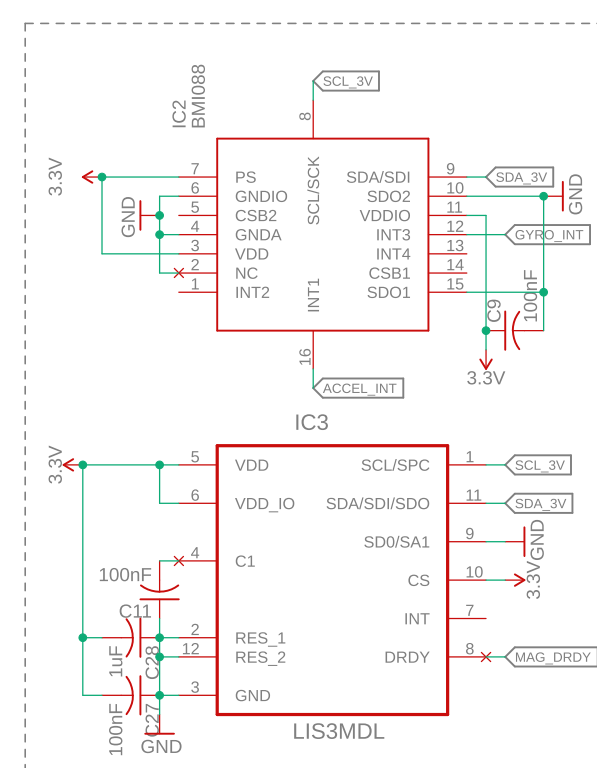 IC2
BMI088
SCL_3V
8
3.3V
7
PS
SCL/SCK
SDA/SDI
9
SDA_3V
6
GNDIO
SDO2
10
GND
GND
5
CSB2
VDDIO
11
4
GNDA
INT3
12
GYRO_INT
3
VDD
INT4
13
2
NC
INT1
CSB1
14
1
INT2
SDO1
15
C9
100nF
16
3.3V
ACCEL_INT
IC3
3.3V
5
VDD
SCL/SPC
1
SCL_3V
6
VDD_IO
SDA/SDI/SDO
11
SDA_3V
SD0/SA1
9
GND
4
C1
100nF
C11
CS
10
3.3V
INT
7
1uF
C28
2
RES_1
12
RES_2
DRDY
8
MAG_DRDY
3
GND
100nF
C27
GND
LIS3MDL